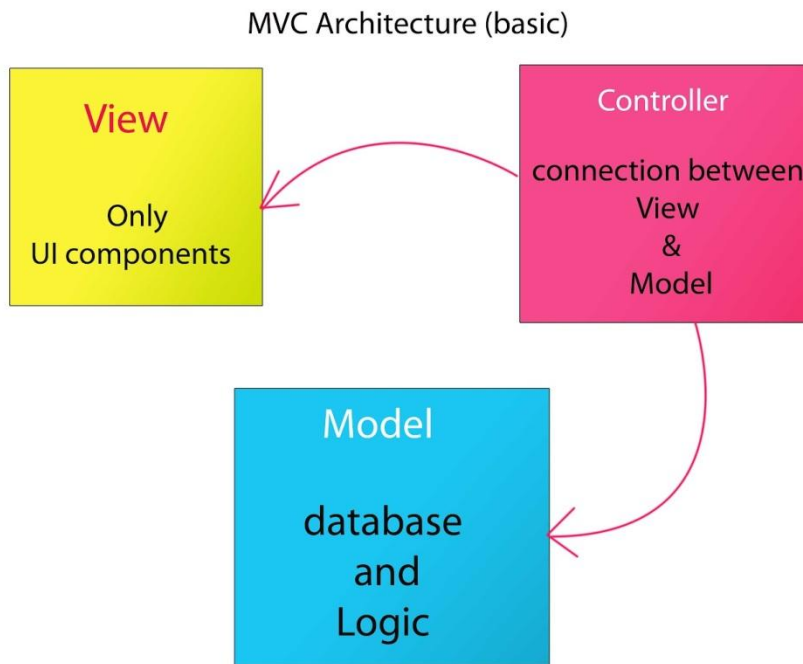 MVC Architecture (basic)
View
Only
UI components
Controller
connection between
View
&
Model
Model
database
and
Logic